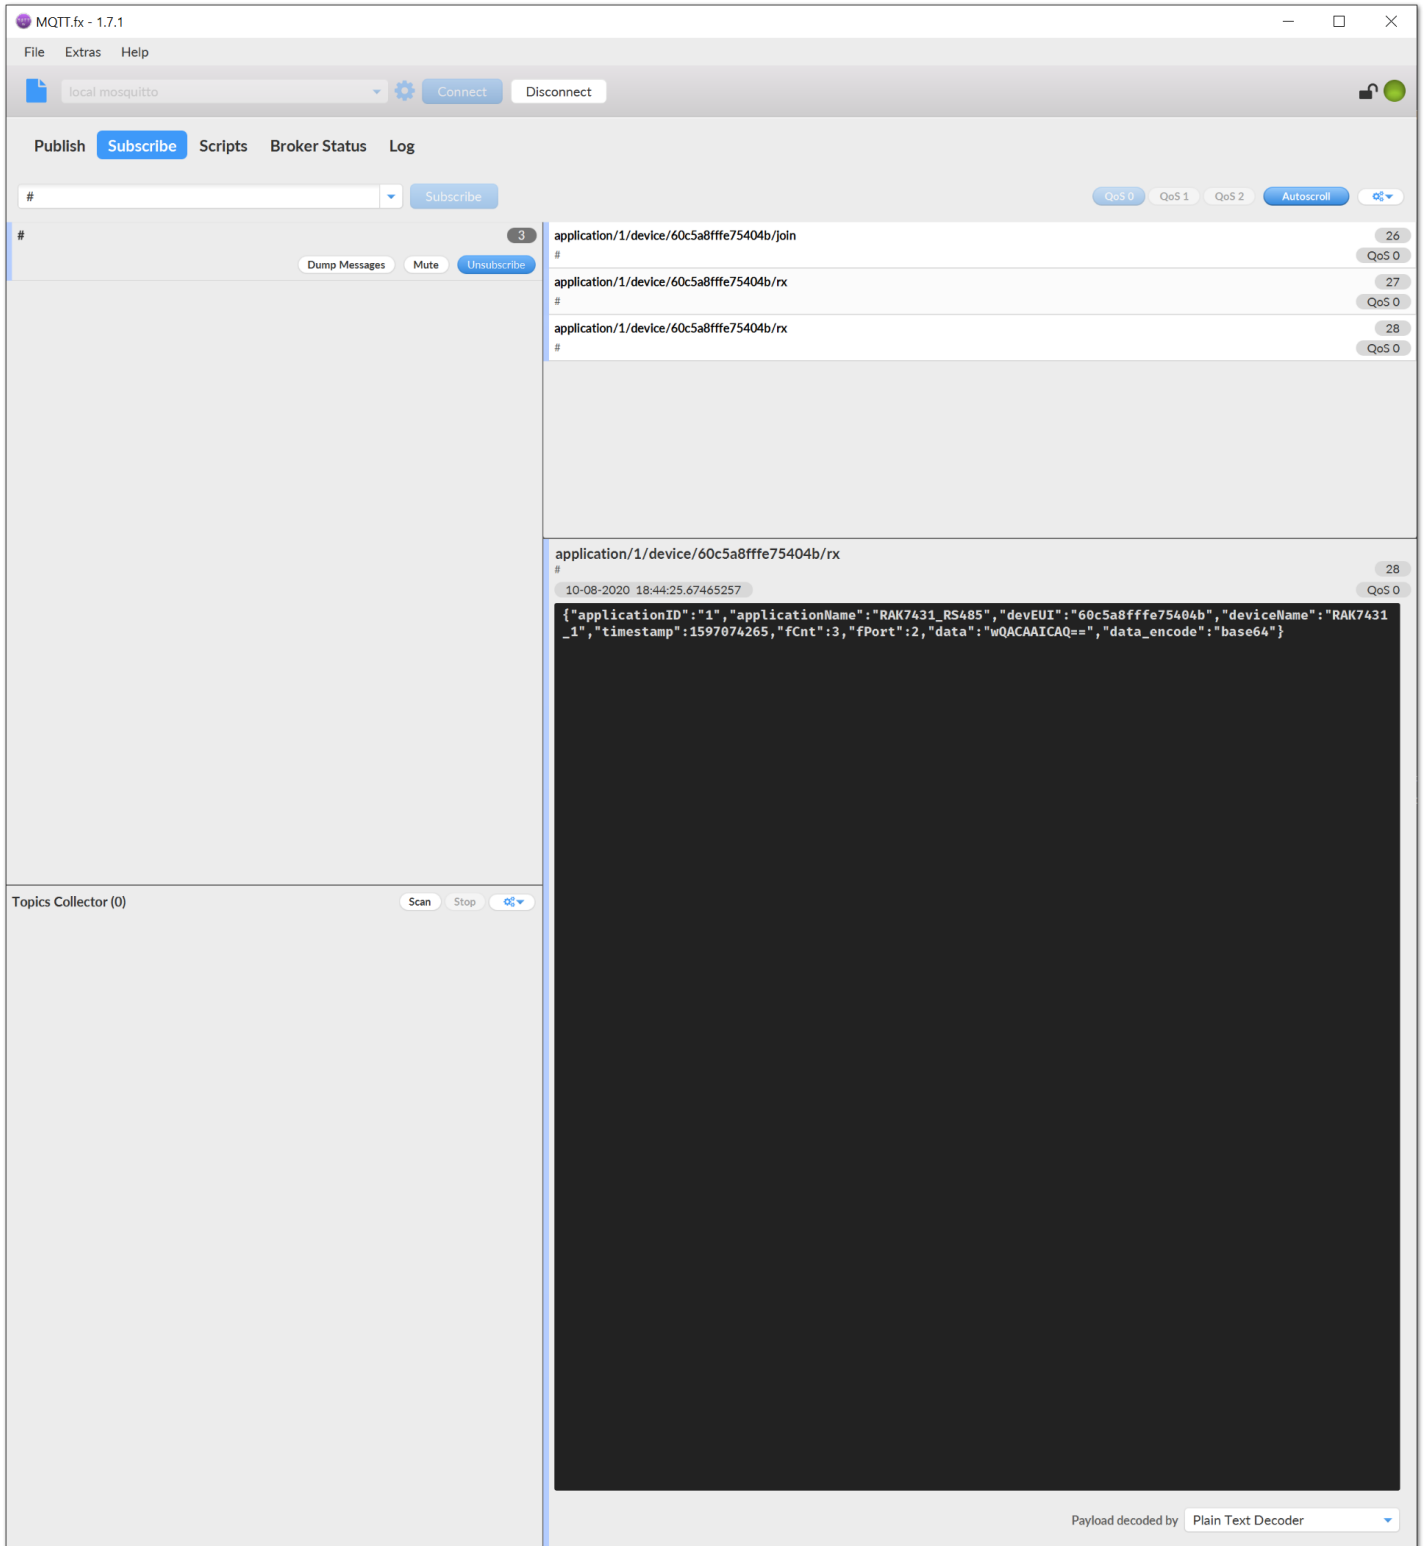 MQTT.fx - 1.7.1
File Extras Help
local mosquitto Connect Disconnect
Publish Subscribe Scripts Broker Status Log
# Subscribe QoS 0 QoS 1 QoS 2 Autoscroll
# 3
Dump Messages Mute Unsubscribe
application/1/device/60c5a8fffe75404b/join 26
# QoS 0
application/1/device/60c5a8fffe75404b/rx 27
# QoS 0
application/1/device/60c5a8fffe75404b/rx 28
# QoS 0
application/1/device/60c5a8fffe75404b/rx
# 28
10-08-2020 18:44:25.67465257 QoS 0
{"applicationID":"1","applicationName":"RAK7431_RS485","devEUI":"60c5a8fffe75404b","deviceName":"RAK7431
_1","timestamp":1597074265,"fCnt":3,"fPort":2,"data":"wQACAAICAQ==","data_encode":"base64"}
Topics Collector (0) Scan Stop
Payload decoded by Plain Text Decoder